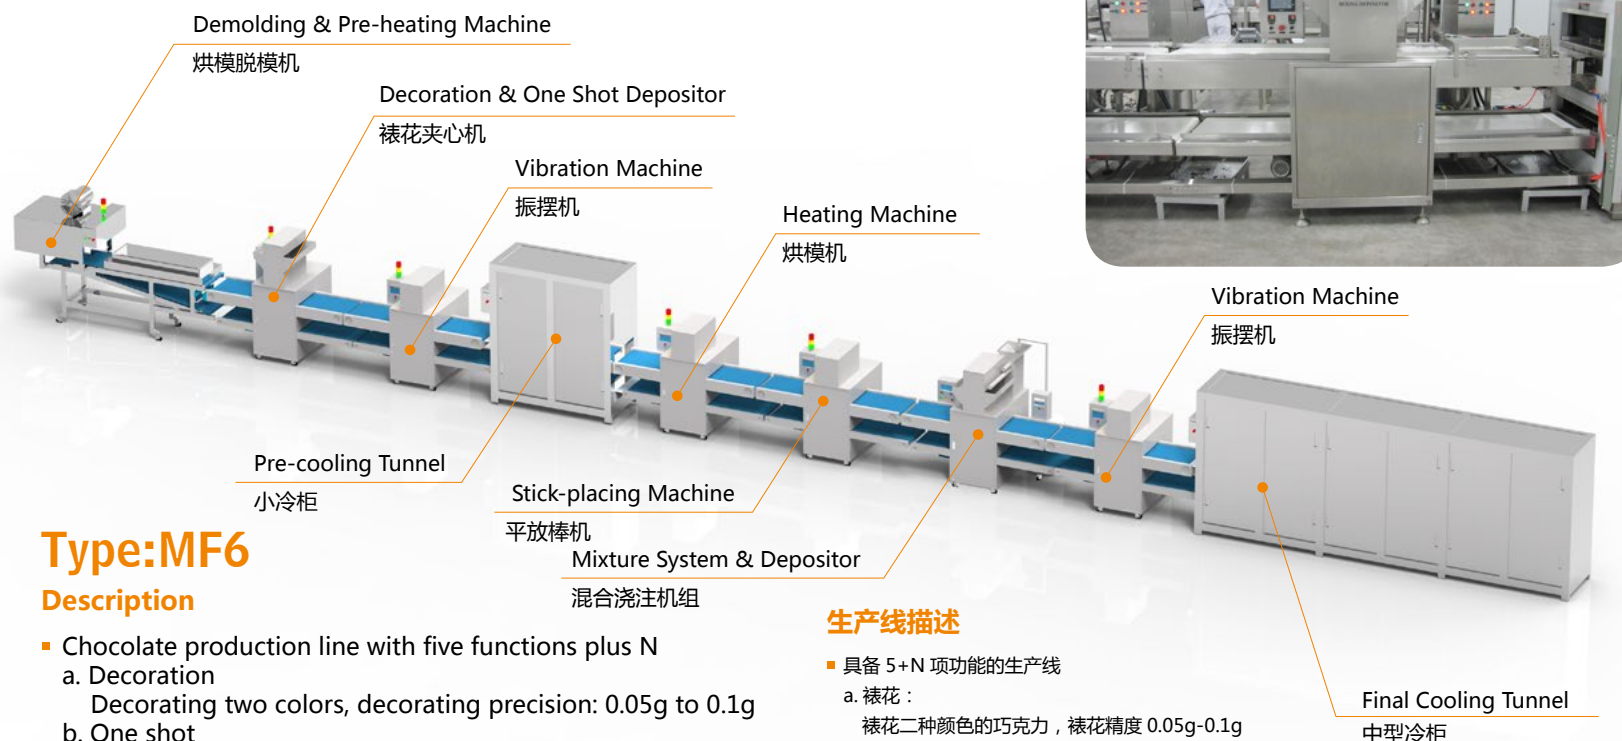 Demolding & Pre-heating Machine
烘模脱模机
Decoration & One Shot Depositor
裱花夹心机
Vibration Machine
振摆机
Heating Machine
烘模机
Vibration Machine
振摆机
Pre-cooling Tunnel
小冷柜
Stick-placing Machine
平放棒机
Mixture System & Depositor
混合浇注机组
Final Cooling Tunnel
中型冷柜
Type:MF6
Description
▪ Chocolate production line with five functions plus N
a. Decoration
Decorating two colors, decorating precision: 0.05g to 0.1g
b. One shot
生产线描述
▪ 具备 5+N 项功能的生产线
a. 裱花：
裱花二种颜色的巧克力，裱花精度 0.05g-0.1g